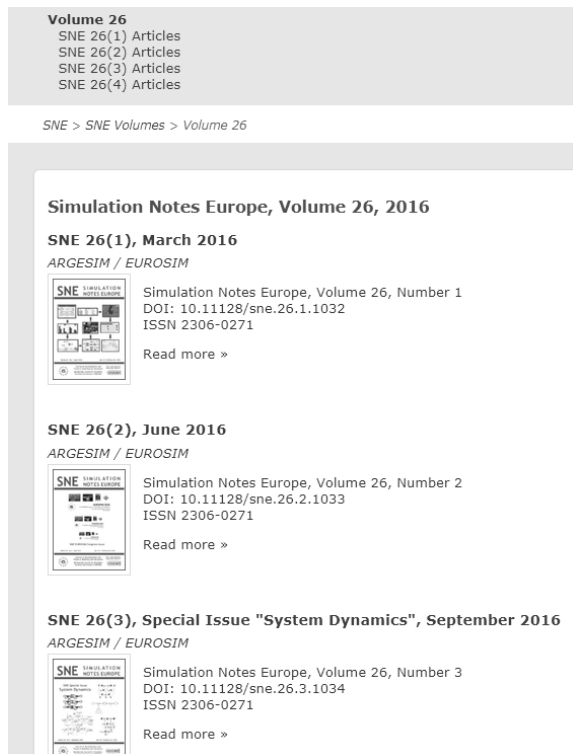 Volume 26
SNE 26(1) Articles
SNE 26(2) Articles
SNE 26(3) Articles
SNE 26(4) Articles
SNE > SNE Volumes > Volume 26
Simulation Notes Europe, Volume 26, 2016
SNE 26(1), March 2016
ARGESIM / EUROSIM
SNE SIMULATION NOTES EUROPE
Simulation Notes Europe, Volume 26, Number 1
DOI: 10.11128/sne.26.1.1032
ISSN 2306-0271
Read more »
SNE 26(2), June 2016
ARGESIM / EUROSIM
SNE SIMULATION NOTES EUROPE
Simulation Notes Europe, Volume 26, Number 2
DOI: 10.11128/sne.26.2.1033
ISSN 2306-0271
Read more »
SNE 26(3), Special Issue "System Dynamics", September 2016
ARGESIM / EUROSIM
SNE SIMULATION NOTES EUROPE
System Dynamics
Simulation Notes Europe, Volume 26, Number 3
DOI: 10.11128/sne.26.3.1034
ISSN 2306-0271
Read more »